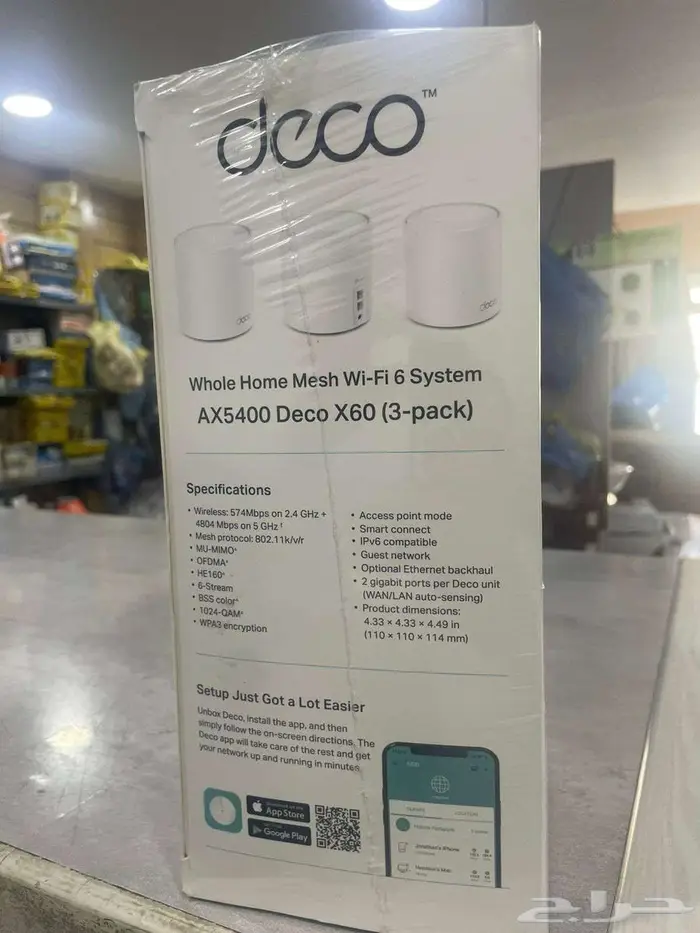 deco™
deco
deco
Whole Home Mesh Wi-Fi 6 System
AX5400 Deco X60 (3-pack)
Specifications
• Wireless: 574Mbps on 2.4 GHz +
4804 Mbps on 5 GHz†
• Mesh protocol: 802.11k/v/r
• MU-MIMO^
• OFDMA^
• HE160^
• 6-Stream
• BSS color^
• 1024-QAM^
• WPA3 encryption
• Access point mode
• Smart connect
• IPv6 compatible
• Guest network
• Optional Ethernet backhaul
• 2 gigabit ports per Deco unit
(WAN/LAN auto-sensing)
• Product dimensions:
4.33 × 4.33 × 4.49 in
(110 × 110 × 114 mm)
Setup Just Got a Lot Easier
Unbox Deco, install the app, and then
simply follow the on-screen directions. The
Deco app will take care of the rest and get
your network up and running in minutes.
App Store
Google Play
Jonathan's iPhone
حراج